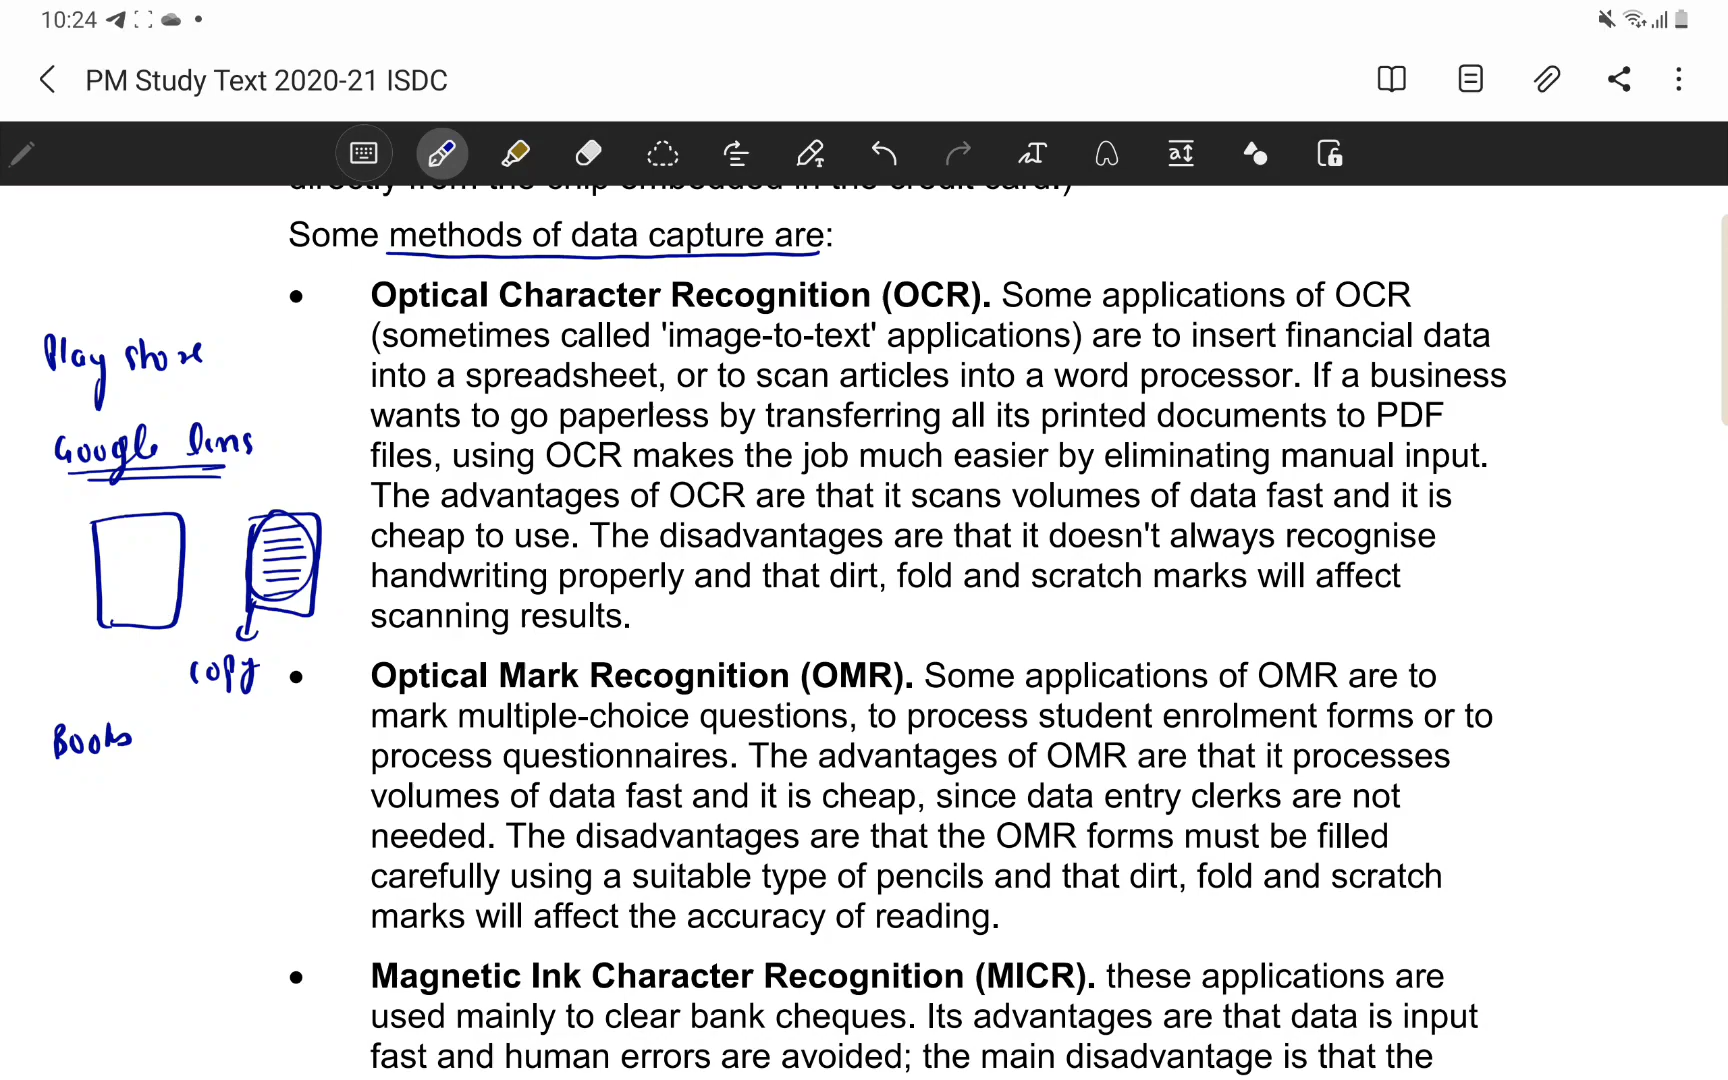 10:24
PM Study Text 2020-21 ISDC
directly from the chip embedded in the credit card.)
Some methods of data capture are:
• Optical Character Recognition (OCR). Some applications of OCR
(sometimes called 'image-to-text' applications) are to insert financial data
into a spreadsheet, or to scan articles into a word processor. If a business
wants to go paperless by transferring all its printed documents to PDF
files, using OCR makes the job much easier by eliminating manual input.
The advantages of OCR are that it scans volumes of data fast and it is
cheap to use. The disadvantages are that it doesn't always recognise
handwriting properly and that dirt, fold and scratch marks will affect
scanning results.
• Optical Mark Recognition (OMR). Some applications of OMR are to
mark multiple-choice questions, to process student enrolment forms or to
process questionnaires. The advantages of OMR are that it processes
volumes of data fast and it is cheap, since data entry clerks are not
needed. The disadvantages are that the OMR forms must be filled
carefully using a suitable type of pencils and that dirt, fold and scratch
marks will affect the accuracy of reading.
• Magnetic Ink Character Recognition (MICR). these applications are
used mainly to clear bank cheques. Its advantages are that data is input
fast and human errors are avoided; the main disadvantage is that the
Play store
Google lens
copy
Books